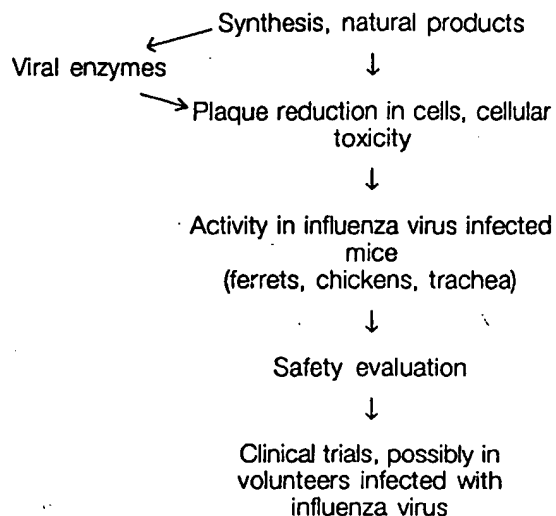 Synthesis, natural products
Viral enzymes
Plaque reduction in cells, cellular
toxicity
Activity in influenza virus infected
mice
(ferrets, chickens, trachea)
Safety evaluation
Clinical trials, possibly in
volunteers infected with
influenza virus